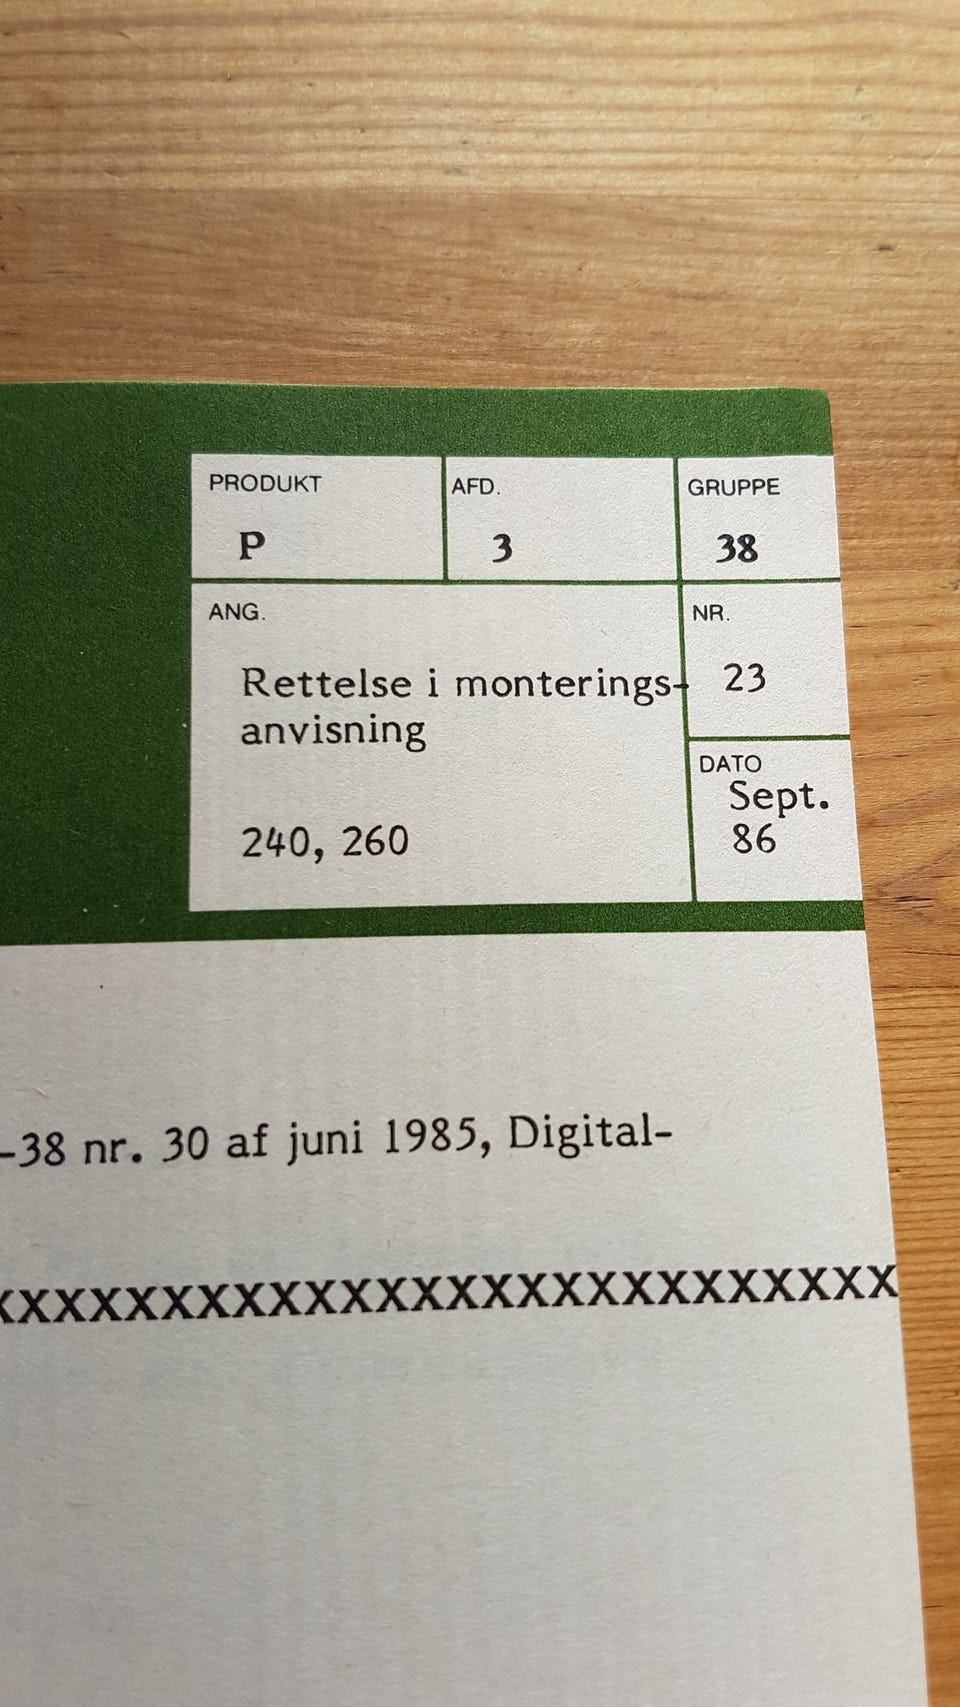 PRODUKT AFD. GRUPPE
P 3 38
ANG. NR.
Rettelse i monterings- 23
anvisning
DATO
Sept.
240, 260 86
-38 nr. 30 af juni 1985, Digital-
XXXXXXXXXXXXXXXXXXXXXXXXXX